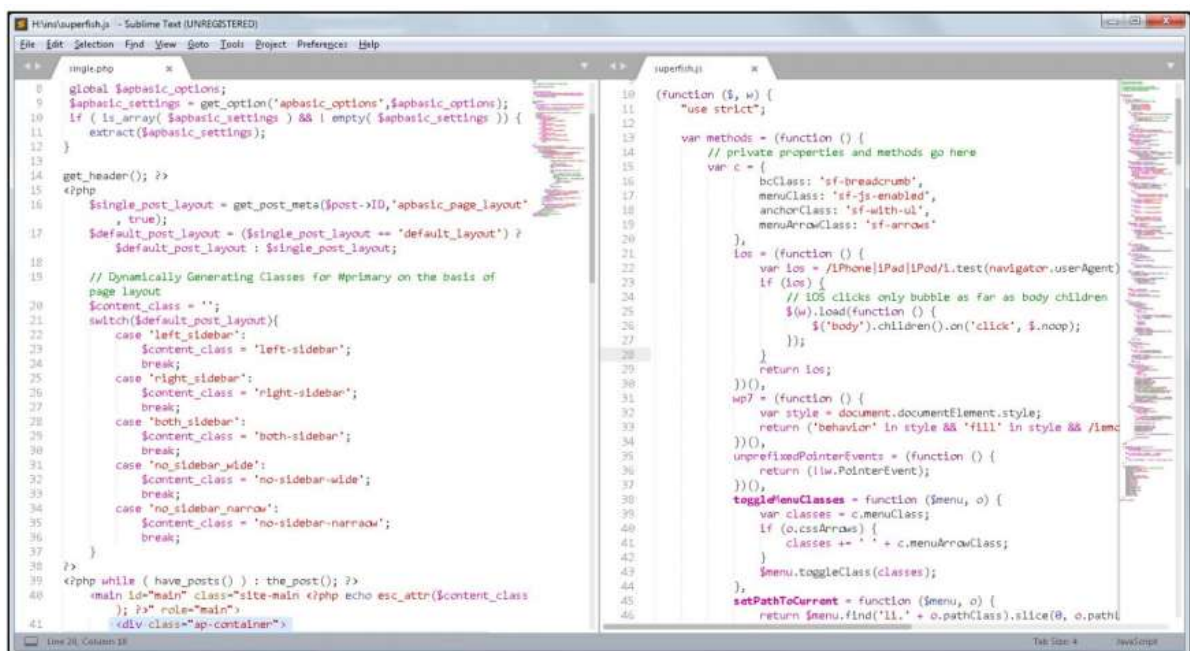 H:\ins\superfish.js - Sublime Text (UNREGISTERED)
File Edit Selection Find View Goto Tools Project Preferences Help
single.php ×
8 global $apbasic_options;
9 $apbasic_settings = get_option('apbasic_options',$apbasic_options);
10 if ( is_array( $apbasic_settings ) && ! empty( $apbasic_settings )) {
11 extract($apbasic_settings);
12 }
13
14 get_header(); ?>
15 <?php
16 $single_post_layout = get_post_meta($post->ID,'apbasic_page_layout'
, true);
17 $default_post_layout = ($single_post_layout == 'default_layout') ?
$default_post_layout : $single_post_layout;
18
19 // Dynamically Generating Classes for #primary on the basis of
page layout
20 $content_class = '';
21 switch($default_post_layout){
22 case 'left_sidebar':
23 $content_class = 'left-sidebar';
24 break;
25 case 'right_sidebar':
26 $content_class = 'right-sidebar';
27 break;
28 case 'both_sidebar':
29 $content_class = 'both-sidebar';
30 break;
31 case 'no_sidebar_wide':
32 $content_class = 'no-sidebar-wide';
33 break;
34 case 'no_sidebar_narrow':
35 $content_class = 'no-sidebar-narraow';
36 break;
37 }
38 ?>
39 <?php while ( have_posts() ) : the_post(); ?>
40 <main id="main" class="site-main <?php echo esc_attr($content_class
); ?>" role="main">
41 <div class="ap-container">
superfish.js ×
10 (function ($, w) {
11 "use strict";
12
13 var methods = (function () {
14 // private properties and methods go here
15 var c = {
16 bcClass: 'sf-breadcrumb',
17 menuClass: 'sf-js-enabled',
18 anchorClass: 'sf-with-ul',
19 menuArrowClass: 'sf-arrows'
20 },
21 ios = (function () {
22 var ios = /iPhone|iPad|iPod/i.test(navigator.userAgent)
23 if (ios) {
24 // iOS clicks only bubble as far as body children
25 $(w).load(function () {
26 $('body').children().on('click', $.noop);
27 });
28 }
29 return ios;
30 })(),
31 wp7 = (function () {
32 var style = document.documentElement.style;
33 return ('behavior' in style && 'fill' in style && /iemo
34 })(),
35 unprefixedPointerEvents = (function () {
36 return (!!w.PointerEvent);
37 })(),
38 toggleMenuClasses = function ($menu, o) {
39 var classes = c.menuClass;
40 if (o.cssArrows) {
41 classes += ' ' + c.menuArrowClass;
42 }
43 $menu.toggleClass(classes);
44 },
45 setPathToCurrent = function ($menu, o) {
46 return $menu.find('li.' + o.pathClass).slice(0, o.pathL
Line 28, Column 18
Tab Size: 4 JavaScript